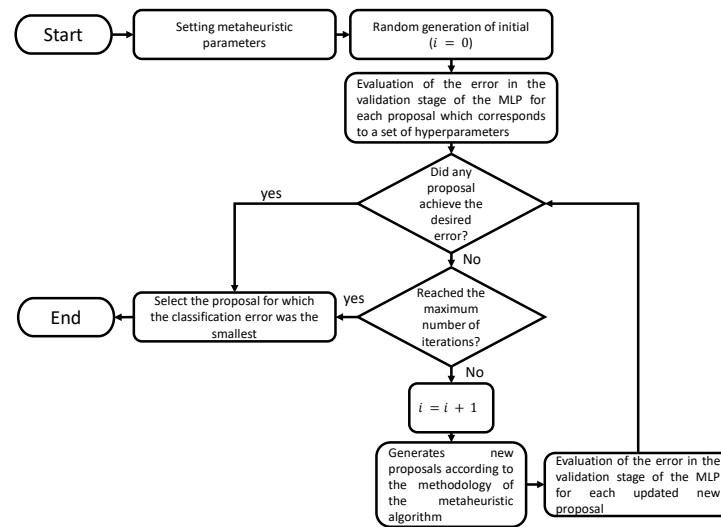 Start
Setting metaheuristic
parameters
Random generation of initial
(i = 0)
Evaluation of the error in the
validation stage of the MLP for
each proposal which corresponds
to a set of hyperparameters
Did any
proposal
achieve the
desired
error?
yes
No
Reached the
maximum
number of
iterations?
yes
Select the proposal for which
the classification error was the
smallest
End
No
i = i + 1
Generates new
proposals according to
the methodology of
the metaheuristic
algorithm
Evaluation of the error in the
validation stage of the MLP
for each updated new
proposal